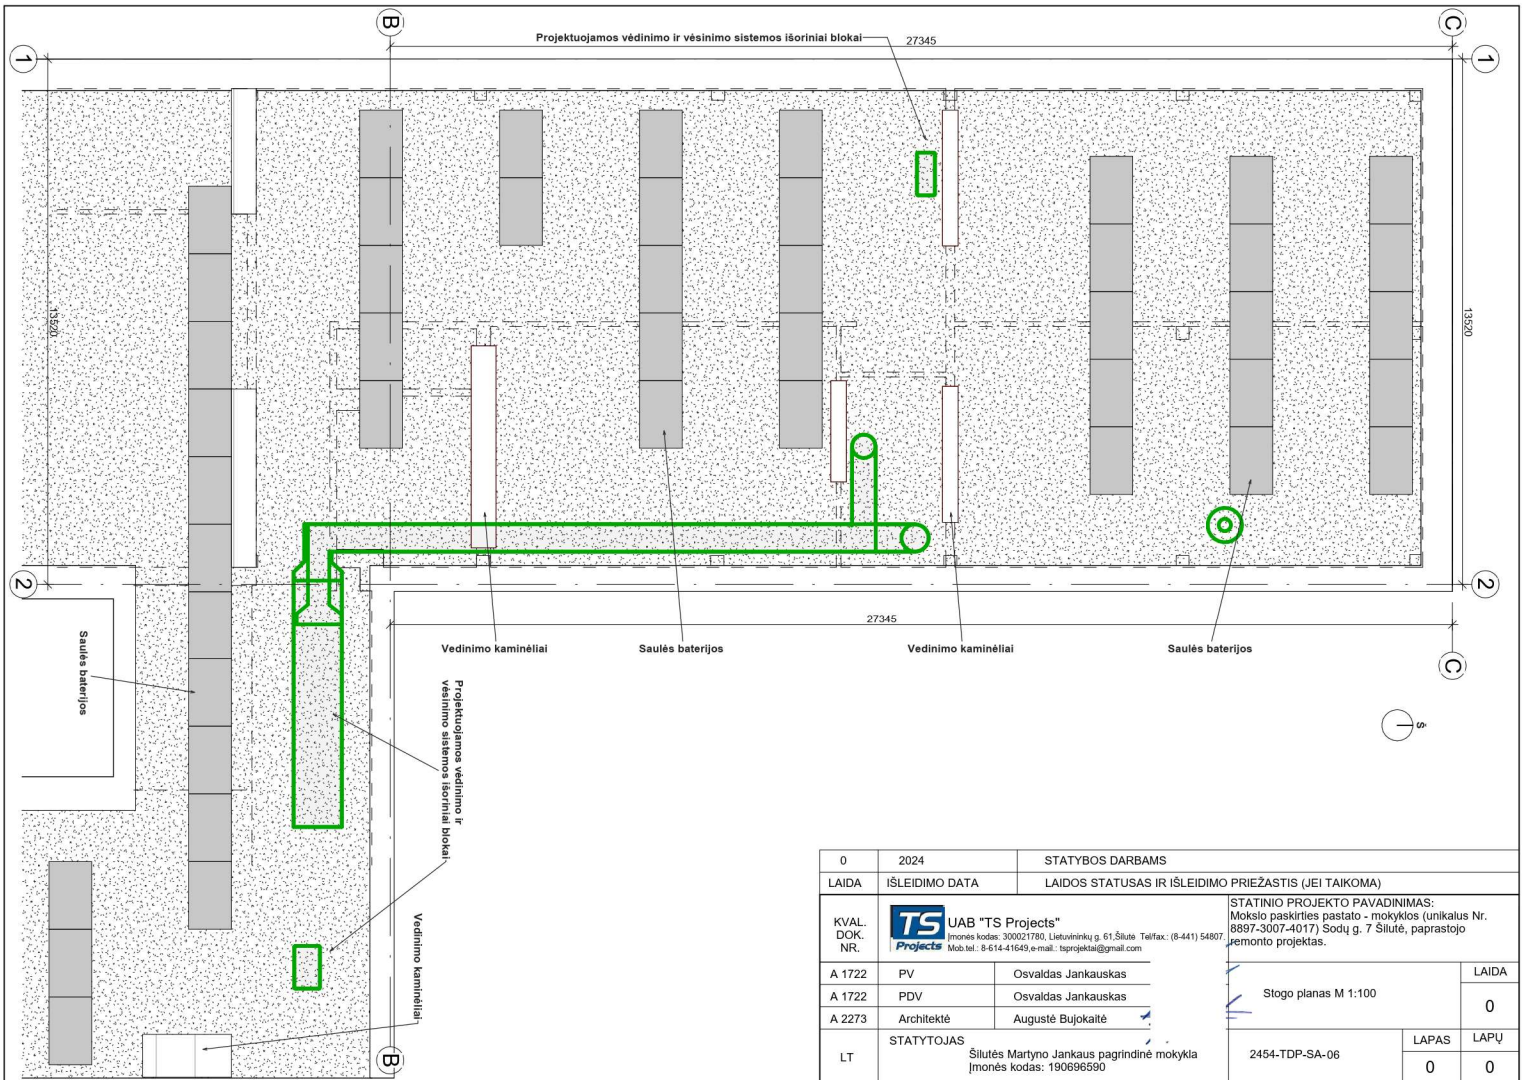 B
C
Projektuojamos vėdinimo ir vėsinimo sistemos išoriniai blokai
27345
1
1
13520
13520
2
2
27345
Vedinimo kaminėliai
Saulės baterijos
Vedinimo kaminėliai
Saulės baterijos
C
Saulės baterijos
Projektuojamos vėdinimo ir
vėsinimo sistemos išoriniai blokai
Š
Vedinimo kaminėliai
B
0 2024 STATYBOS DARBAMS
LAIDA IŠLEIDIMO DATA LAIDOS STATUSAS IR IŠLEIDIMO PRIEŽASTIS (JEI TAIKOMA)
KVAL.
DOK.
NR.
TS
Projects
UAB "TS Projects"
Įmonės kodas: 300021780, Lietuvininkų g. 61,Šilutė Tel/fax.: (8-441) 54807.
Mob.tel.: 8-614-41649,e-mail.: tsprojektai@gmail.com
STATINIO PROJEKTO PAVADINIMAS:
Mokslo paskirties pastato - mokyklos (unikalus Nr.
8897-3007-4017) Sodų g. 7 Šilutė, paprastojo
remonto projektas.
A 1722 PV Osvaldas Jankauskas
A 1722 PDV Osvaldas Jankauskas
A 2273 Architektė Augustė Bujokaitė
Stogo planas M 1:100
LAIDA
0
LT
STATYTOJAS
Šilutės Martyno Jankaus pagrindinė mokykla
Įmonės kodas: 190696590
2454-TDP-SA-06
LAPAS LAPŲ
0 0